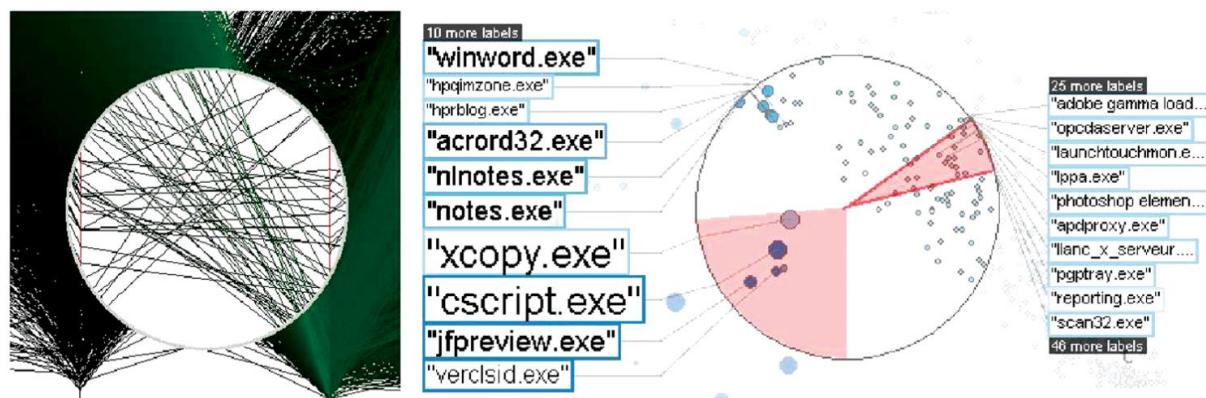 10 more labels
"winword.exe"
"hpqimzone.exe"
"hprblog.exe"
"acrord32.exe"
"nlnotes.exe"
"notes.exe"
"xcopy.exe"
"cscript.exe"
"jfpreview.exe"
"verclsid.exe"
25 more labels
"adobe gamma load...
"opcdaserver.exe"
"launchtouchmon.e...
"lppa.exe"
"photoshop elemen...
"apdproxy.exe"
"llanc_x_serveur....
"pgptray.exe"
"reporting.exe"
"scan32.exe"
46 more labels